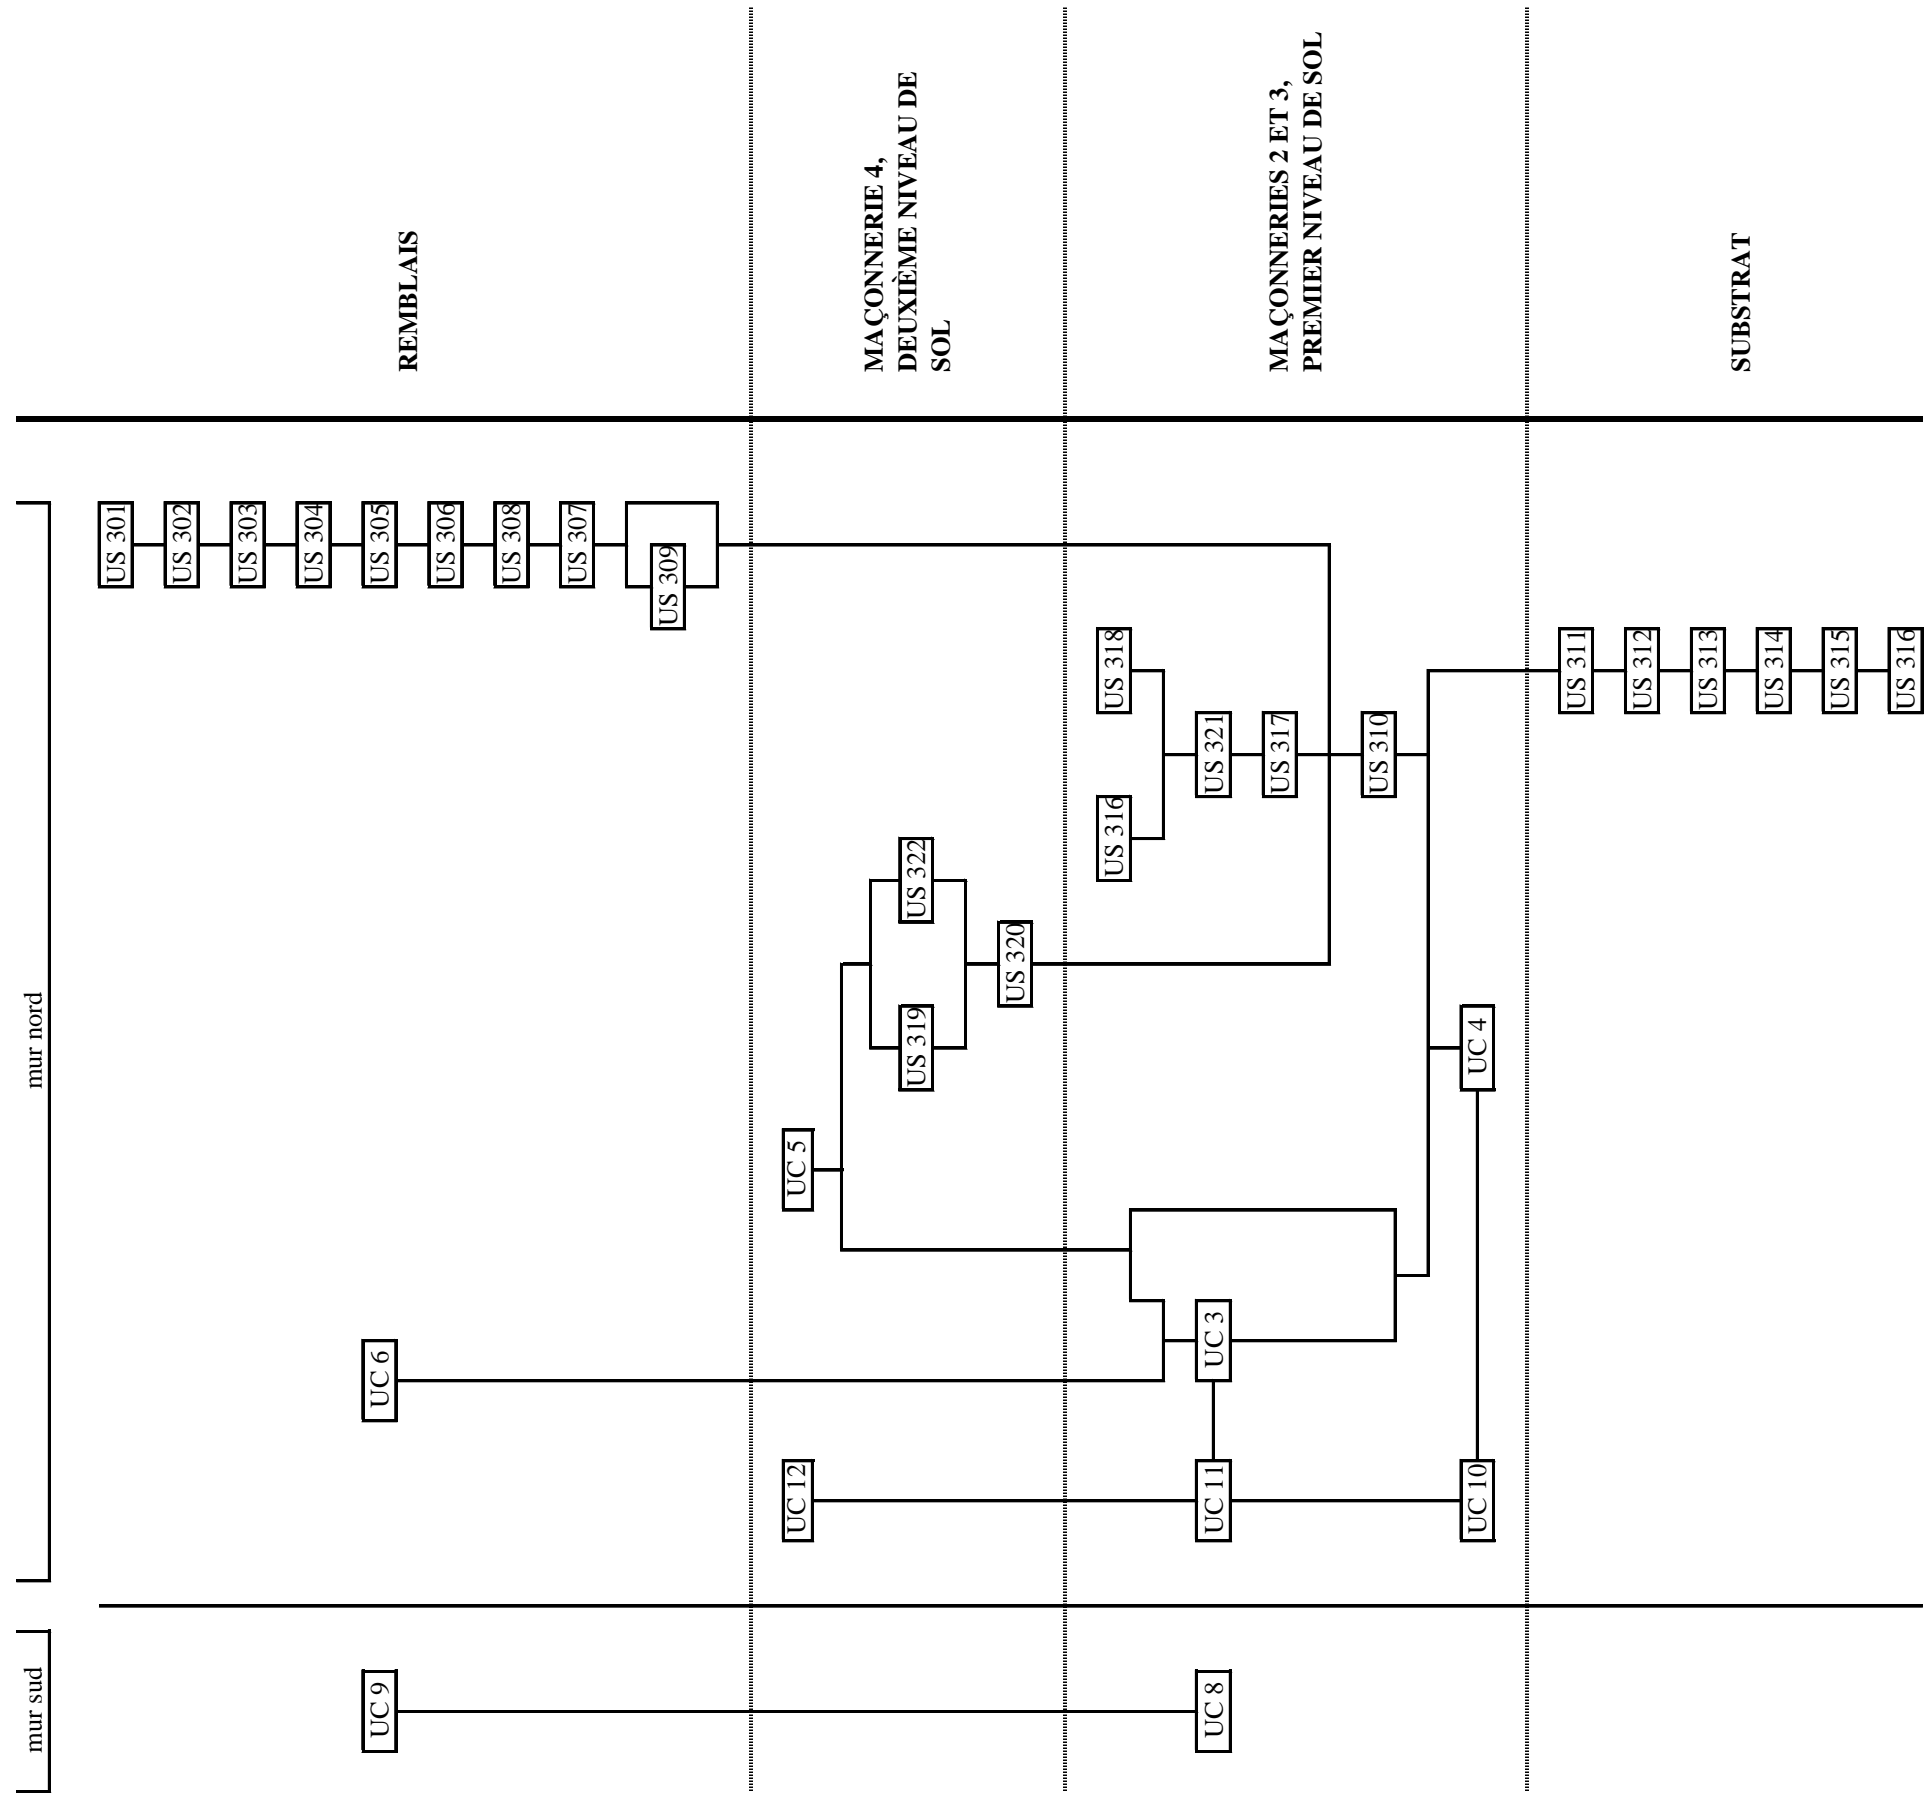 mur sud
mur nord
US 301
US 302
US 303
US 304
UC 9
UC 6
US 305
REMBLAIS
US 306
US 308
US 307
US 309
UC 12
UC 5
MAÇONNERIE 4,
DEUXIÈME NIVEAU DE
SOL
US 319
US 322
US 320
US 316
US 318
UC 8
UC 11
UC 3
US 321
US 317
MAÇONNERIES 2 ET 3,
PREMIER NIVEAU DE SOL
US 310
UC 10
UC 4
US 311
US 312
US 313
SUBSTRAT
US 314
US 315
US 316